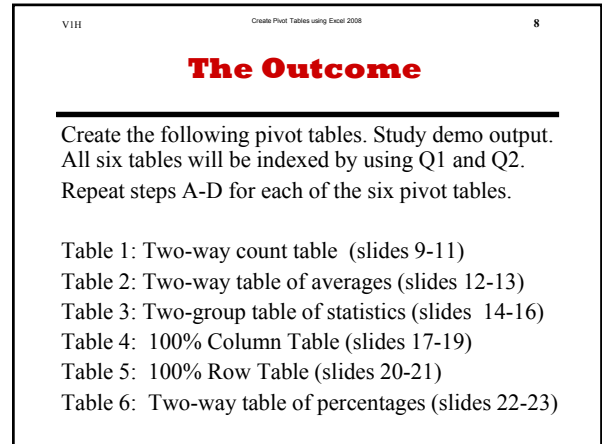 V1H Create Pivot Tables using Excel 2008 8
The Outcome
Create the following pivot tables. Study demo output.
All six tables will be indexed by using Q1 and Q2.
Repeat steps A-D for each of the six pivot tables.
Table 1: Two-way count table (slides 9-11)
Table 2: Two-way table of averages (slides 12-13)
Table 3: Two-group table of statistics (slides 14-16)
Table 4: 100% Column Table (slides 17-19)
Table 5: 100% Row Table (slides 20-21)
Table 6: Two-way table of percentages (slides 22-23)